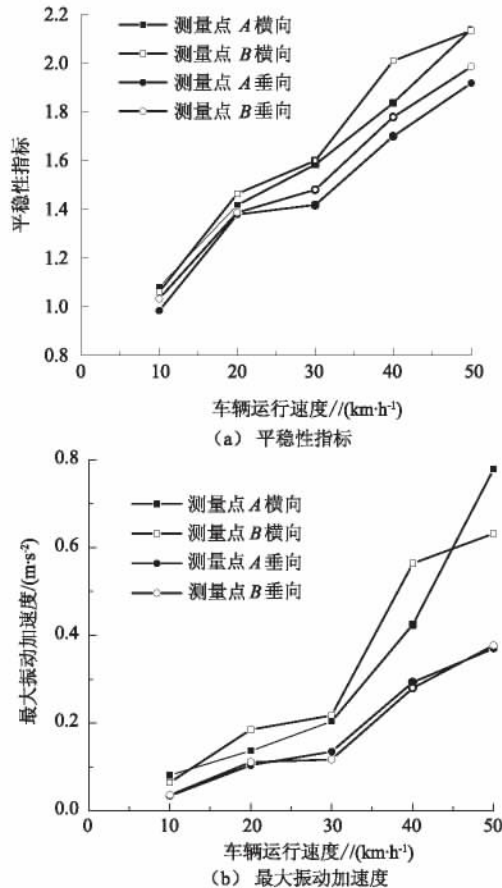 2.2
2.0
1.8
1.6
1.4
1.2
1.0
0.8
平稳性指标
测量点 A 横向
测量点 B 横向
测量点 A 垂向
测量点 B 垂向
0 10 20 30 40 50
车辆运行速度//(km·h⁻¹)
(a) 平稳性指标
0.8
0.6
0.4
0.2
0.0
最大振动加速度/(m·s⁻²)
测量点 A 横向
测量点 B 横向
测量点 A 垂向
测量点 B 垂向
0 10 20 30 40 50
车辆运行速度//(km·h⁻¹)
(b) 最大振动加速度